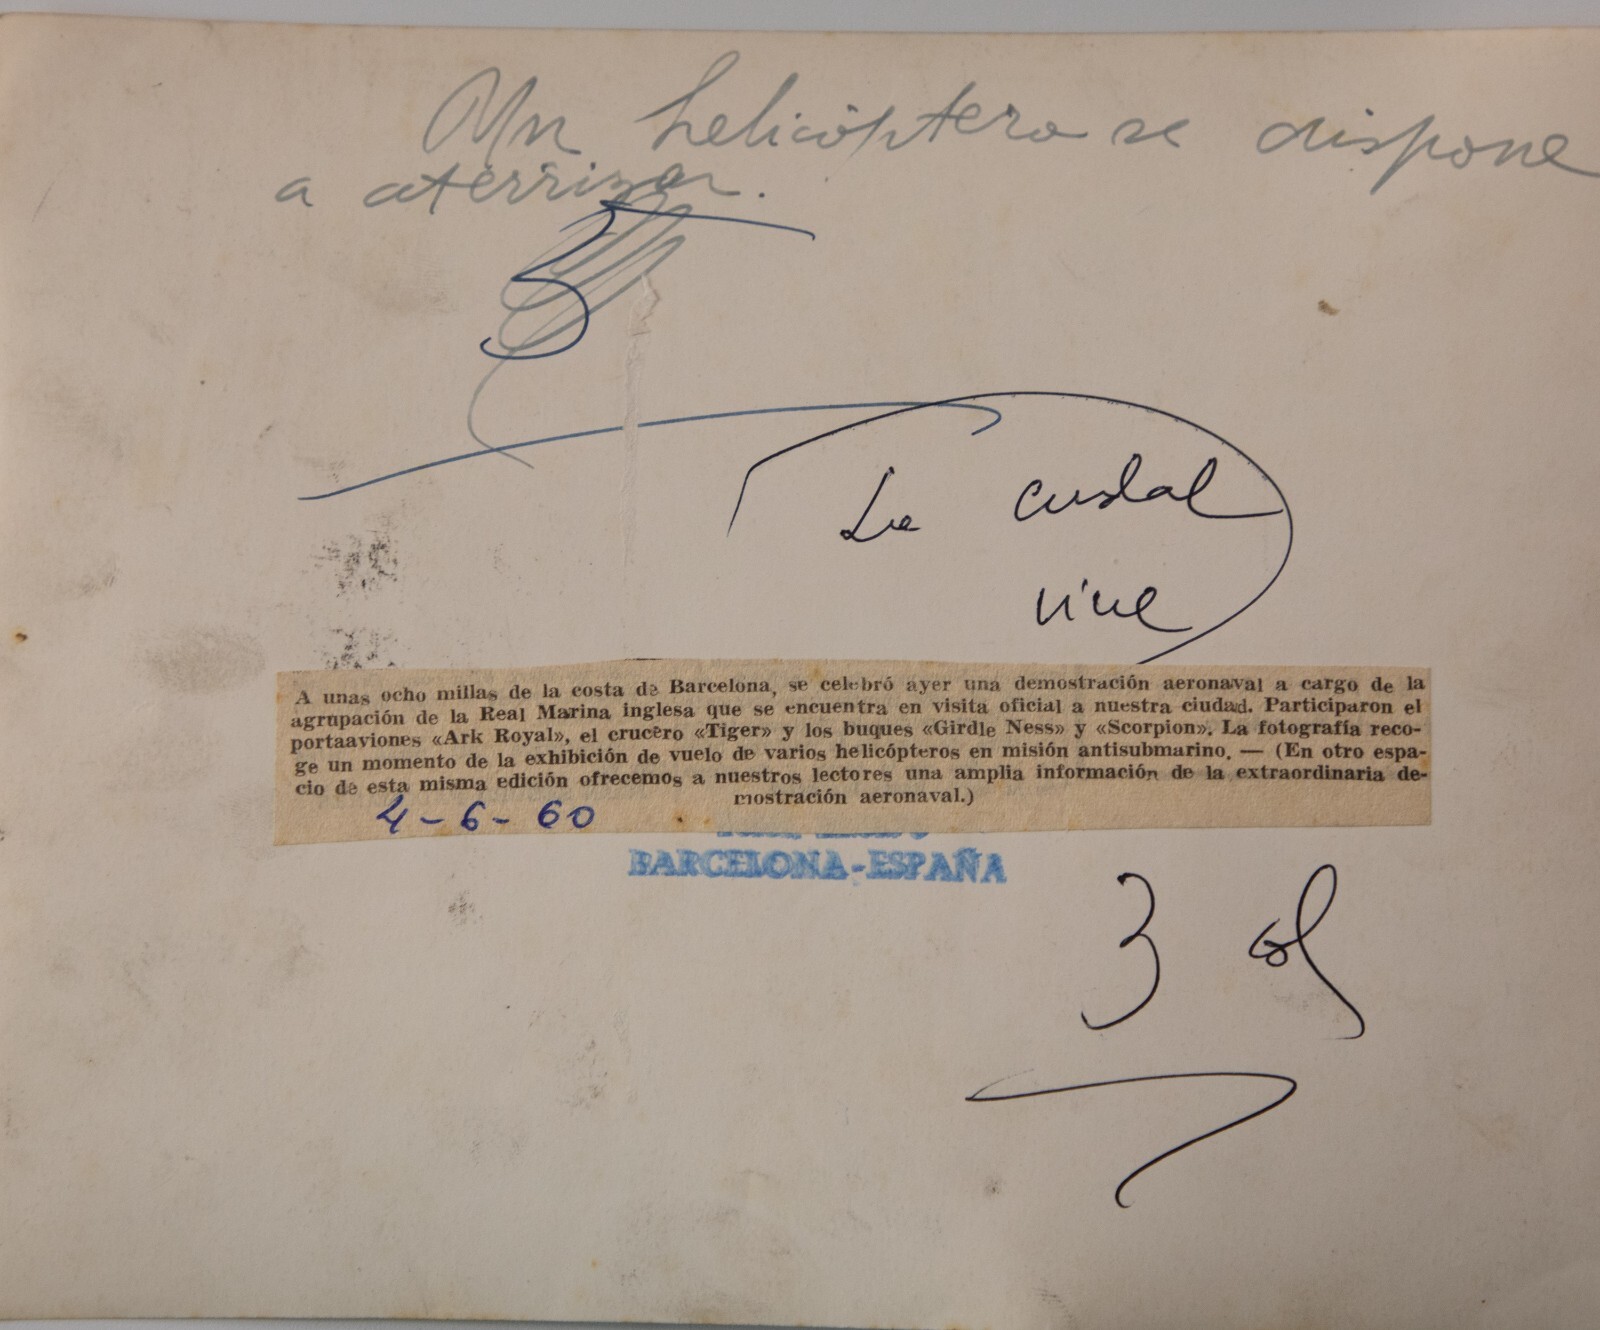 Un helicóptero se dispone
a aterrizar.
3
A unas ocho millas de la costa de Barcelona, se celebró ayer una demostración aeronaval a cargo de la
agrupación de la Real Marina inglesa que se encuentra en visita oficial a nuestra ciudad. Participaron el
portaaviones «Ark Royal», el crucero «Tiger» y los buques «Girdle Ness» y «Scorpion». La fotografía reco-
ge un momento de la exhibición de vuelo de varios helicópteros en misión antisubmarino. — (En otro espa-
cio de esta misma edición ofrecemos a nuestros lectores una amplia información de la extraordinaria de-
mostración aeronaval.)
4-6-60
BARCELONA-ESPAÑA
3